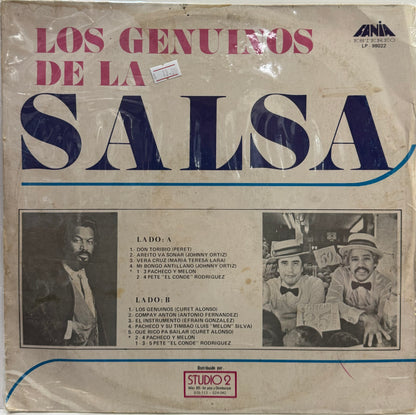 FANIA
ESTEREO
LP - 98022
LOS GENUINOS
DE LA
SALSA
LADO: A
1- DON TORIBIO (PERET)
2. AREITO VA SONAR (JOHNNY ORTIZ)
3. VERA CRUZ (MARIA TERESA LARA)
4. MI BONGO ANTILLANO (JOHNNY ORTIZ)
1 3 PACHECO Y MELON
2 4 PETE "EL CONDE" RODRIGUEZ
LADO: B
1. LOS GENUINOS (CURET ALONSO)
2. COMPAY ANTON (ANTONIO FERNANDEZ)
3. EL INSTRUMENTO (EFRAIN GONZALEZ)
4. PACHECO Y SU TIMBAO (LUIS "MELON" SILVA)
5. QUE RICO PA BAILAR (CURET ALONSO)
2 4 PACHECO Y MELON
1 3 5 PETE "EL CONDE" RODRIGUEZ
Distribuido por
STUDIO 2